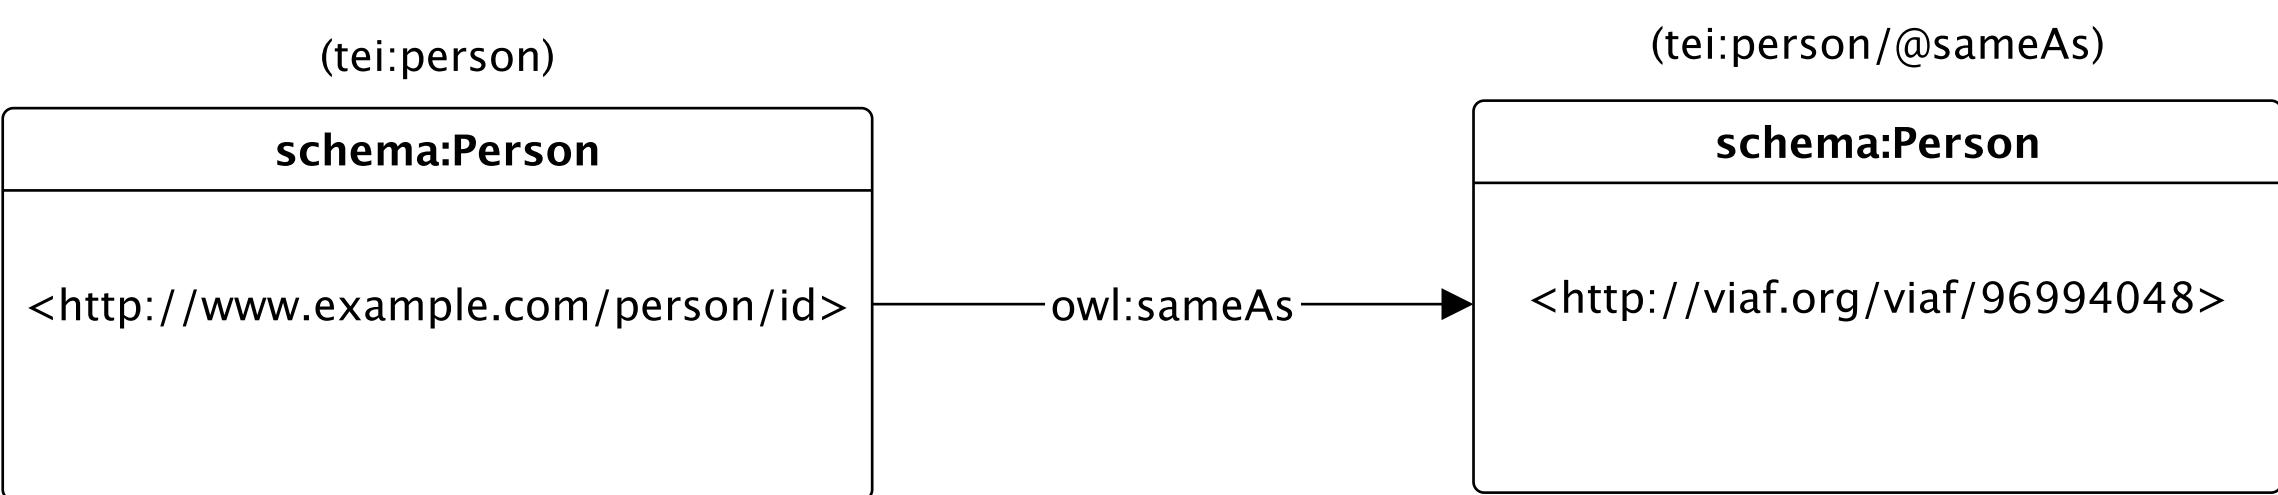 (tei:person)
schema:Person
<http://www.example.com/person/id>
owl:sameAs
(tei:person/@sameAs)
schema:Person
<http://viaf.org/viaf/96994048>